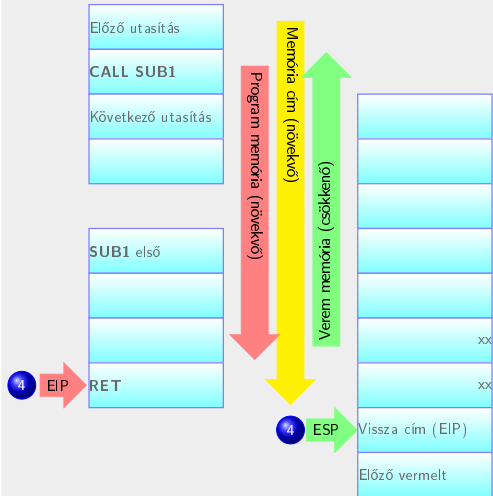 Előző utasítás
CALL SUB1
Következő utasítás
SUB1 első
RET
4
EIP
Program memória (növekvő)
Memória cím (növekvő)
Verem memória (csökkenő)
4
ESP
xx
xx
Vissza cím (EIP)
Előző vermelt